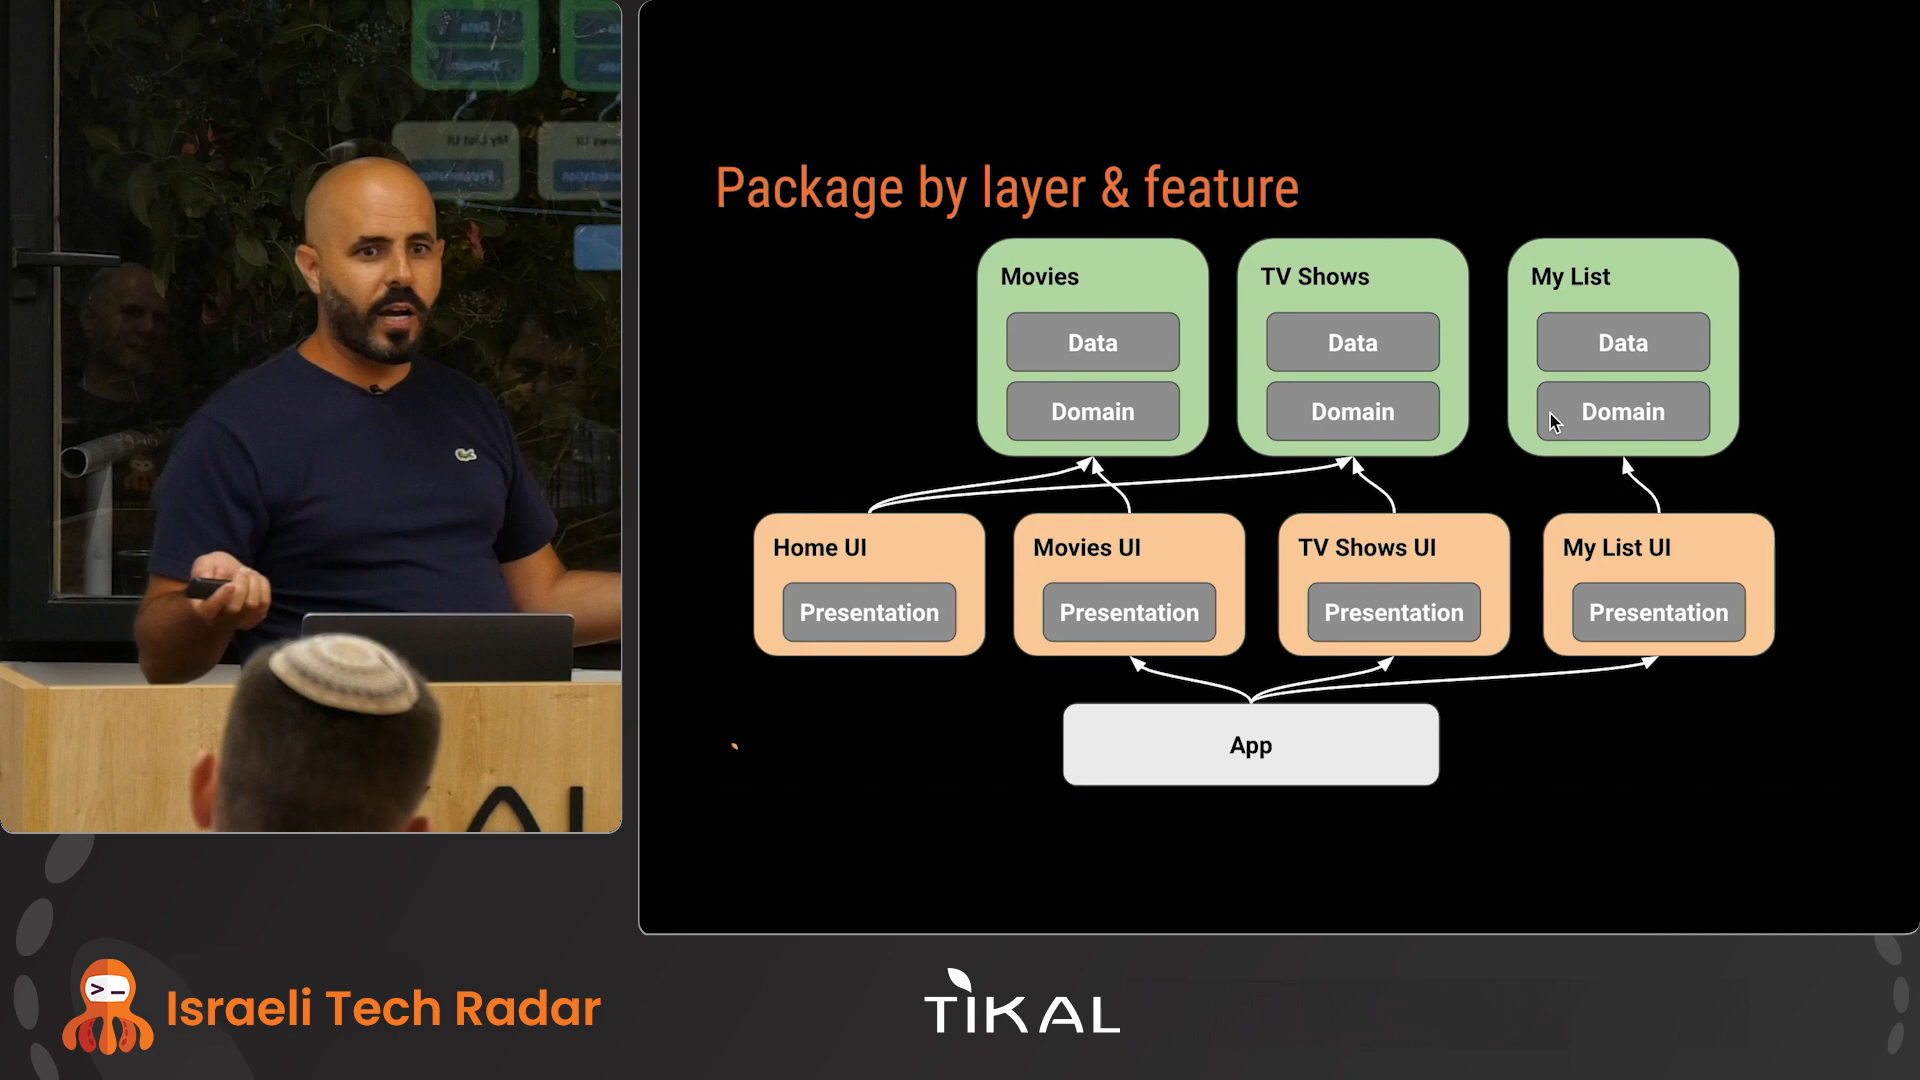 Package by layer & feature
Movies
Data
Domain
TV Shows
Data
Domain
My List
Data
Domain
Home UI
Presentation
Movies UI
Presentation
TV Shows UI
Presentation
My List UI
Presentation
App
Israeli Tech Radar
TIKAL